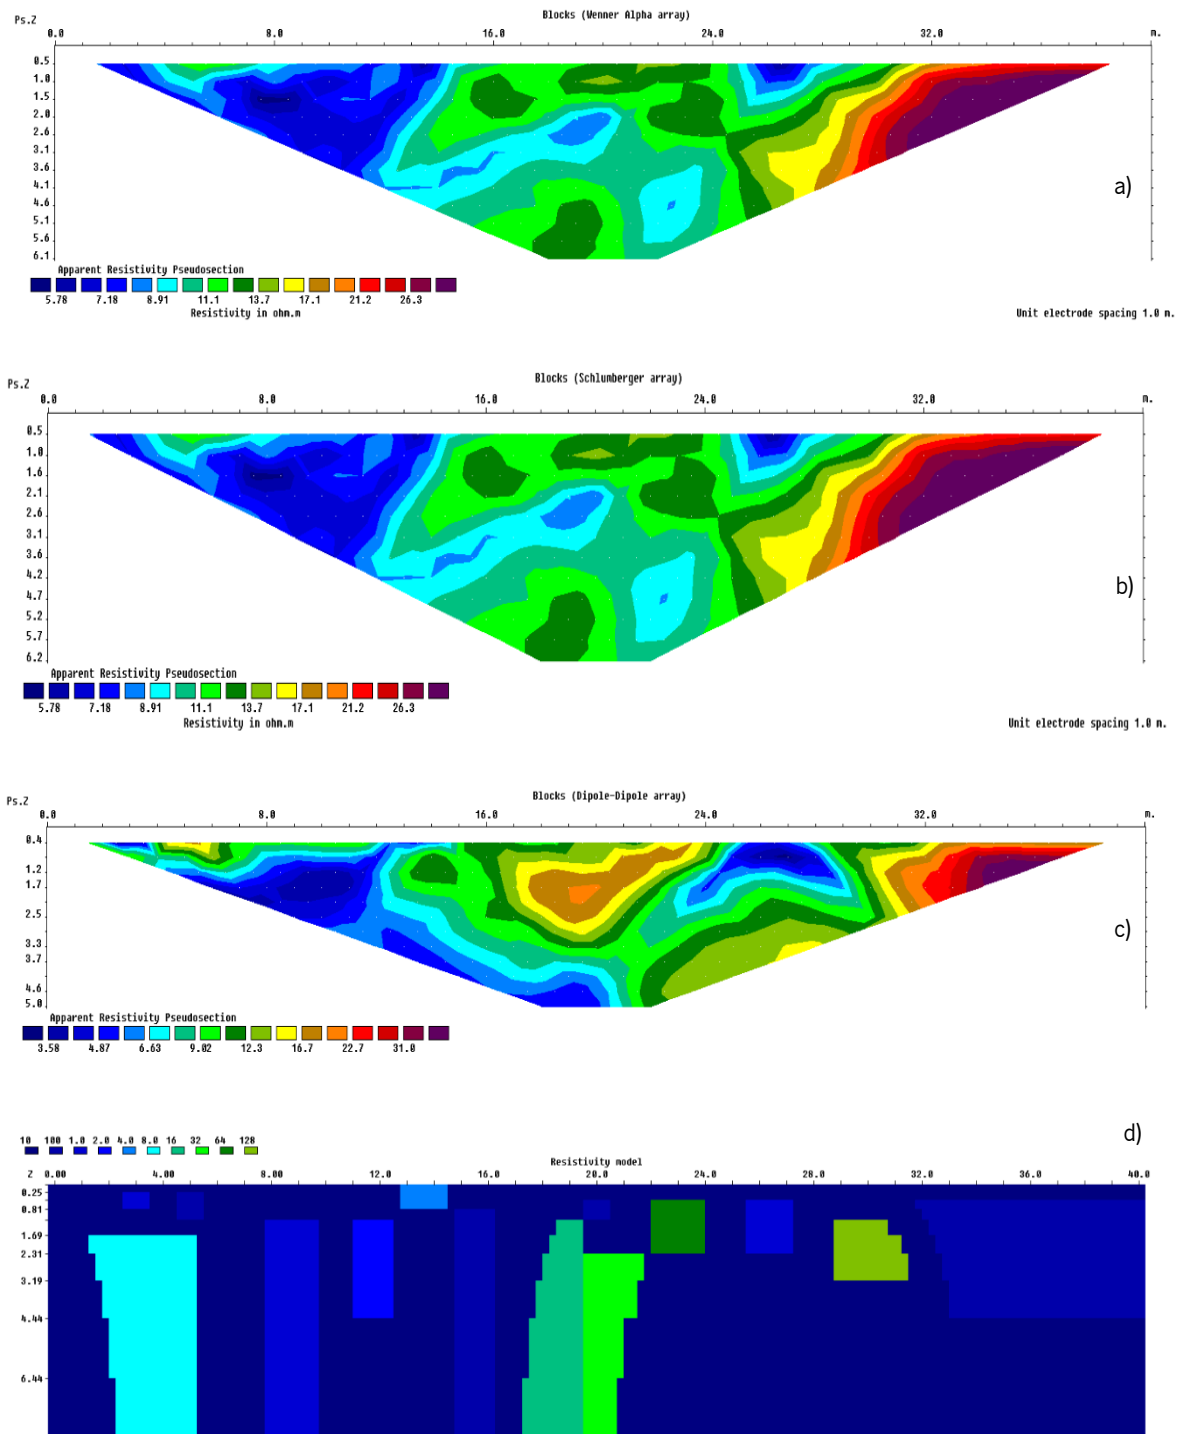 Blocks (Wenner Alpha array)
Ps.Z
0.0 8.0 16.0 24.0 32.0 m.
0.5
1.0
1.5
2.0
2.6
3.1
3.6
4.1
4.6
5.1
5.6
6.1
a)
Apparent Resistivity Pseudosection
5.78 7.18 8.91 11.1 13.7 17.1 21.2 26.3
Resistivity in ohm.m
Unit electrode spacing 1.0 m.
Blocks (Schlumberger array)
Ps.Z
0.0 8.0 16.0 24.0 32.0 m.
0.5
1.0
1.6
2.1
2.6
3.1
3.6
4.2
4.7
5.2
5.7
6.2
b)
Apparent Resistivity Pseudosection
5.78 7.18 8.91 11.1 13.7 17.1 21.2 26.3
Resistivity in ohm.m
Unit electrode spacing 1.0 m.
Blocks (Dipole-Dipole array)
Ps.Z
0.0 8.0 16.0 24.0 32.0 m.
0.4
1.2
1.7
2.5
3.3
3.7
4.6
5.0
c)
Apparent Resistivity Pseudosection
3.58 4.87 6.63 9.02 12.3 16.7 22.7 31.0
d)
10 100 1.0 2.0 4.0 8.0 16 32 64 128
Resistivity model
Z 0.00 4.00 8.00 12.0 16.0 20.0 24.0 28.0 32.0 36.0 40.0
0.25
0.81
1.69
2.31
3.19
4.44
6.44